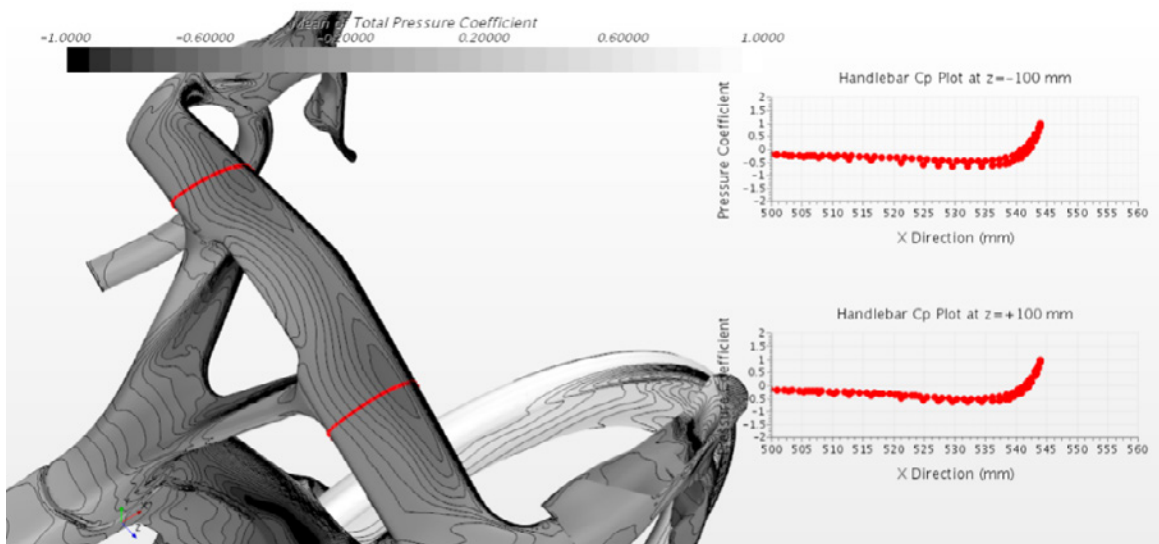 Mean of Total Pressure Coefficient
-1.0000 -0.60000 -0.20000 0.20000 0.60000 1.0000
Handlebar Cp Plot at z=-100 mm
Pressure Coefficient
2
1.5
1
0.5
0
-0.5
-1
-1.5
-2
500 505 510 515 520 525 530 535 540 545 550 555 560
X Direction (mm)
Handlebar Cp Plot at z=+100 mm
Pressure Coefficient
2
1.5
1
0.5
0
-0.5
-1
-1.5
-2
500 505 510 515 520 525 530 535 540 545 550 555 560
X Direction (mm)
Z